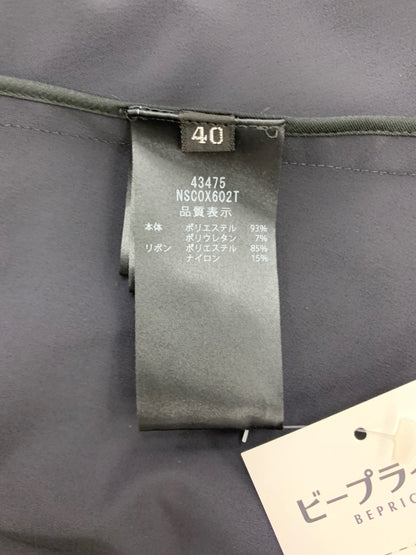 40
43475
NSCOX602T
品質表示
本体 ポリエステル 93%
ポリウレタン 7%
リボン ポリエステル 85%
ナイロン 15%
ビープライ
BEPRIC